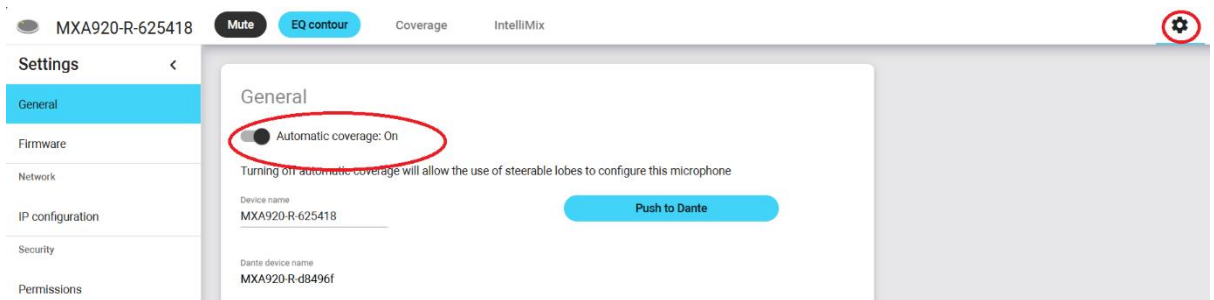 MXA920-R-625418
Mute
EQ contour
Coverage
IntelliMix
Settings
General
Firmware
Network
IP configuration
Security
Permissions
General
Automatic coverage: On
Turning off automatic coverage will allow the use of steerable lobes to configure this microphone
Device name
MXA920-R-625418
Push to Dante
Dante device name
MXA920-R-d8496f